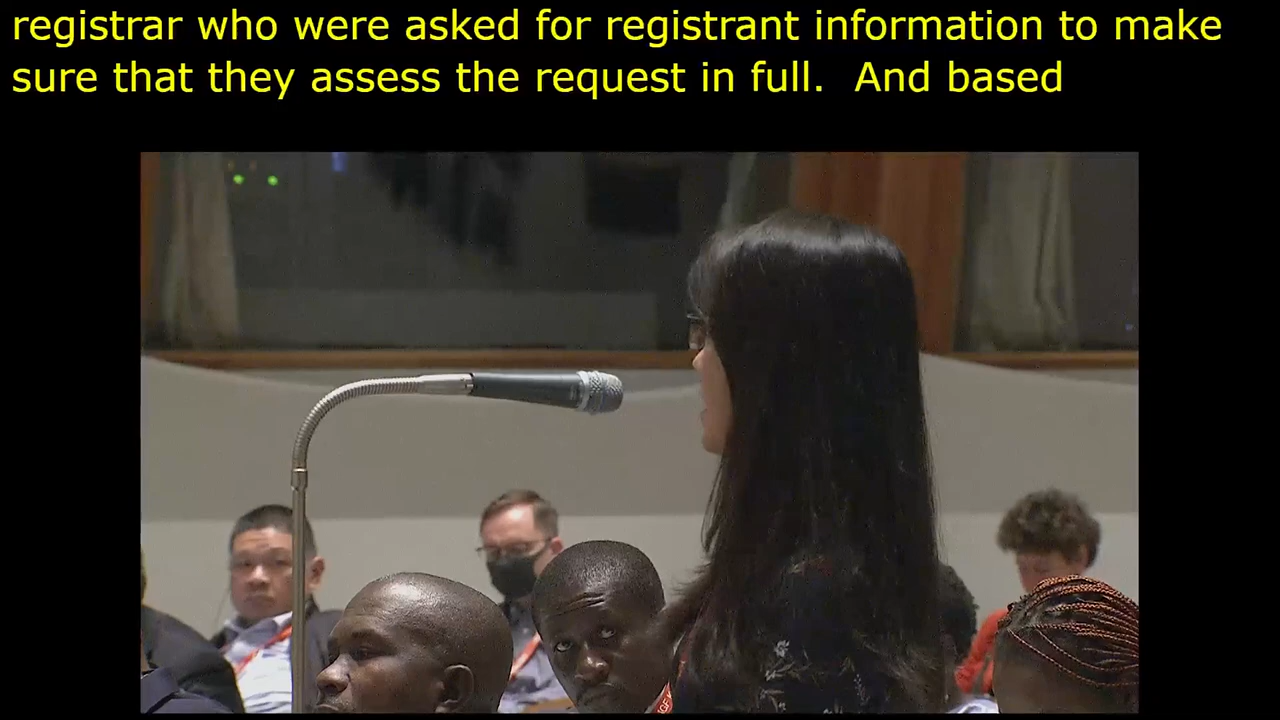 registrar who were asked for registrant information to make
sure that they assess the request in full.  And based